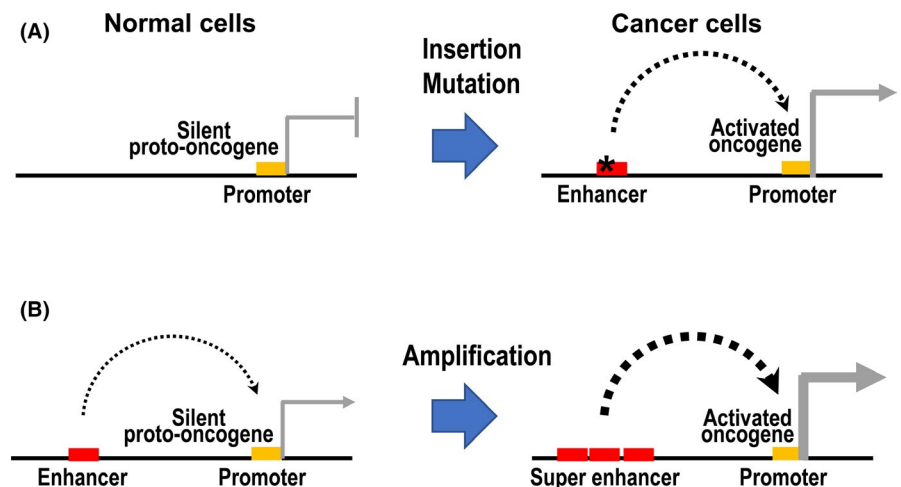 (A)
Normal cells
Cancer cells
Insertion
Mutation
Silent
proto-oncogene
Promoter
Activated
oncogene
*
Enhancer
Promoter
(B)
Amplification
Silent
proto-oncogene
Enhancer
Promoter
Activated
oncogene
Super enhancer
Promoter